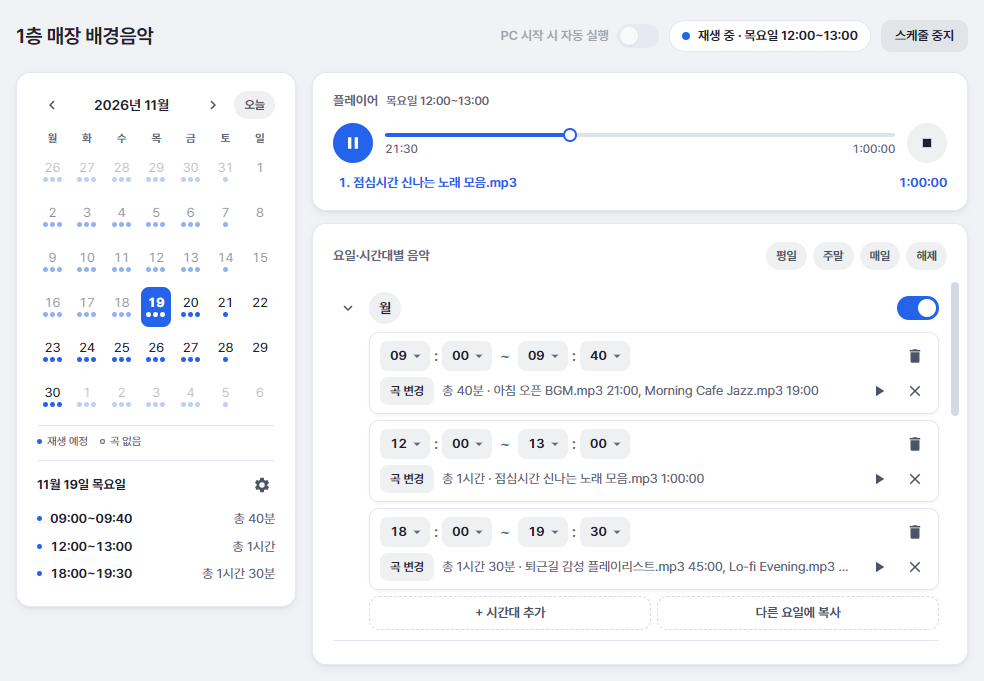 1층 매장 배경음악
PC 시작 시 자동 실행
재생 중 · 목요일 12:00~13:00
스케줄 중지
2026년 11월
오늘
월 화 수 목 금 토 일
26 27 28 29 30 31 1
2 3 4 5 6 7 8
9 10 11 12 13 14 15
16 17 18 19 20 21 22
23 24 25 26 27 28 29
30 1 2 3 4 5 6
재생 예정 곡 없음
11월 19일 목요일
09:00~09:40 총 40분
12:00~13:00 총 1시간
18:00~19:30 총 1시간 30분
플레이어 목요일 12:00~13:00
21:30 1:00:00
1. 점심시간 신나는 노래 모음.mp3 1:00:00
요일·시간대별 음악
평일 주말 매일 해제
월
09 : 00 ~ 09 : 40
곡 변경 총 40분 · 아침 오픈 BGM.mp3 21:00, Morning Cafe Jazz.mp3 19:00
12 : 00 ~ 13 : 00
곡 변경 총 1시간 · 점심시간 신나는 노래 모음.mp3 1:00:00
18 : 00 ~ 19 : 30
곡 변경 총 1시간 30분 · 퇴근길 감성 플레이리스트.mp3 45:00, Lo-fi Evening.mp3 ...
+ 시간대 추가 다른 요일에 복사